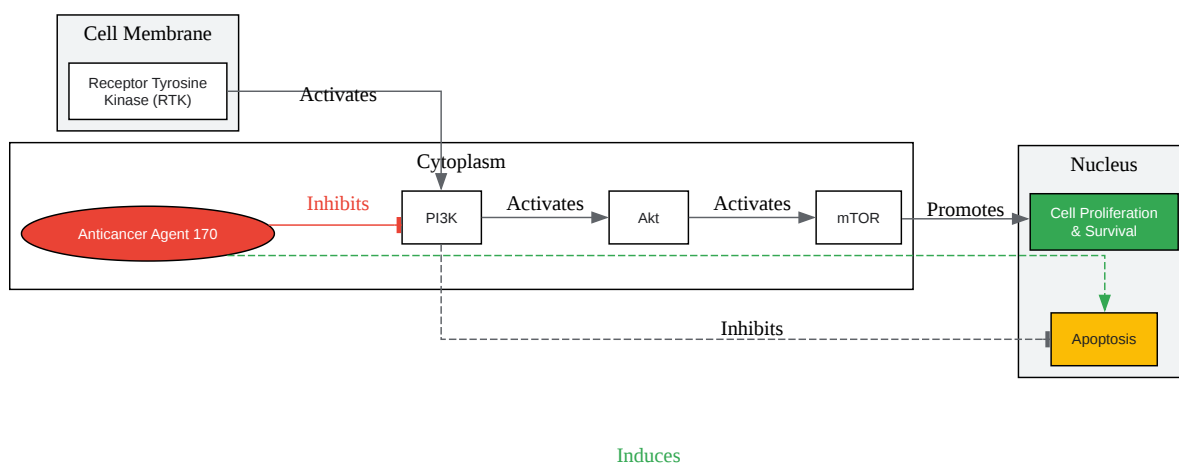 Cell Membrane
Receptor Tyrosine
Kinase (RTK)
Activates
Cytoplasm
Nucleus
Anticancer Agent 170
Inhibits
PI3K
Activates
Akt
Activates
mTOR
Promotes
Cell Proliferation
& Survival
Inhibits
Apoptosis
Induces